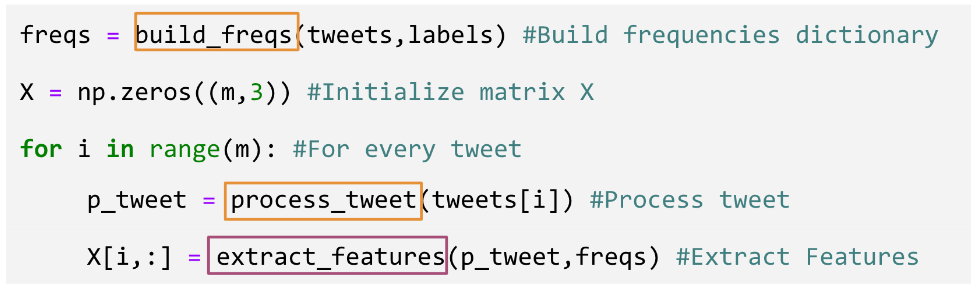 freqs = build_freqs(tweets,labels) #Build frequencies dictionary
X = np.zeros((m,3)) #Initialize matrix X
for i in range(m): #For every tweet
p_tweet = process_tweet(tweets[i]) #Process tweet
X[i,:] = extract_features(p_tweet,freqs) #Extract Features